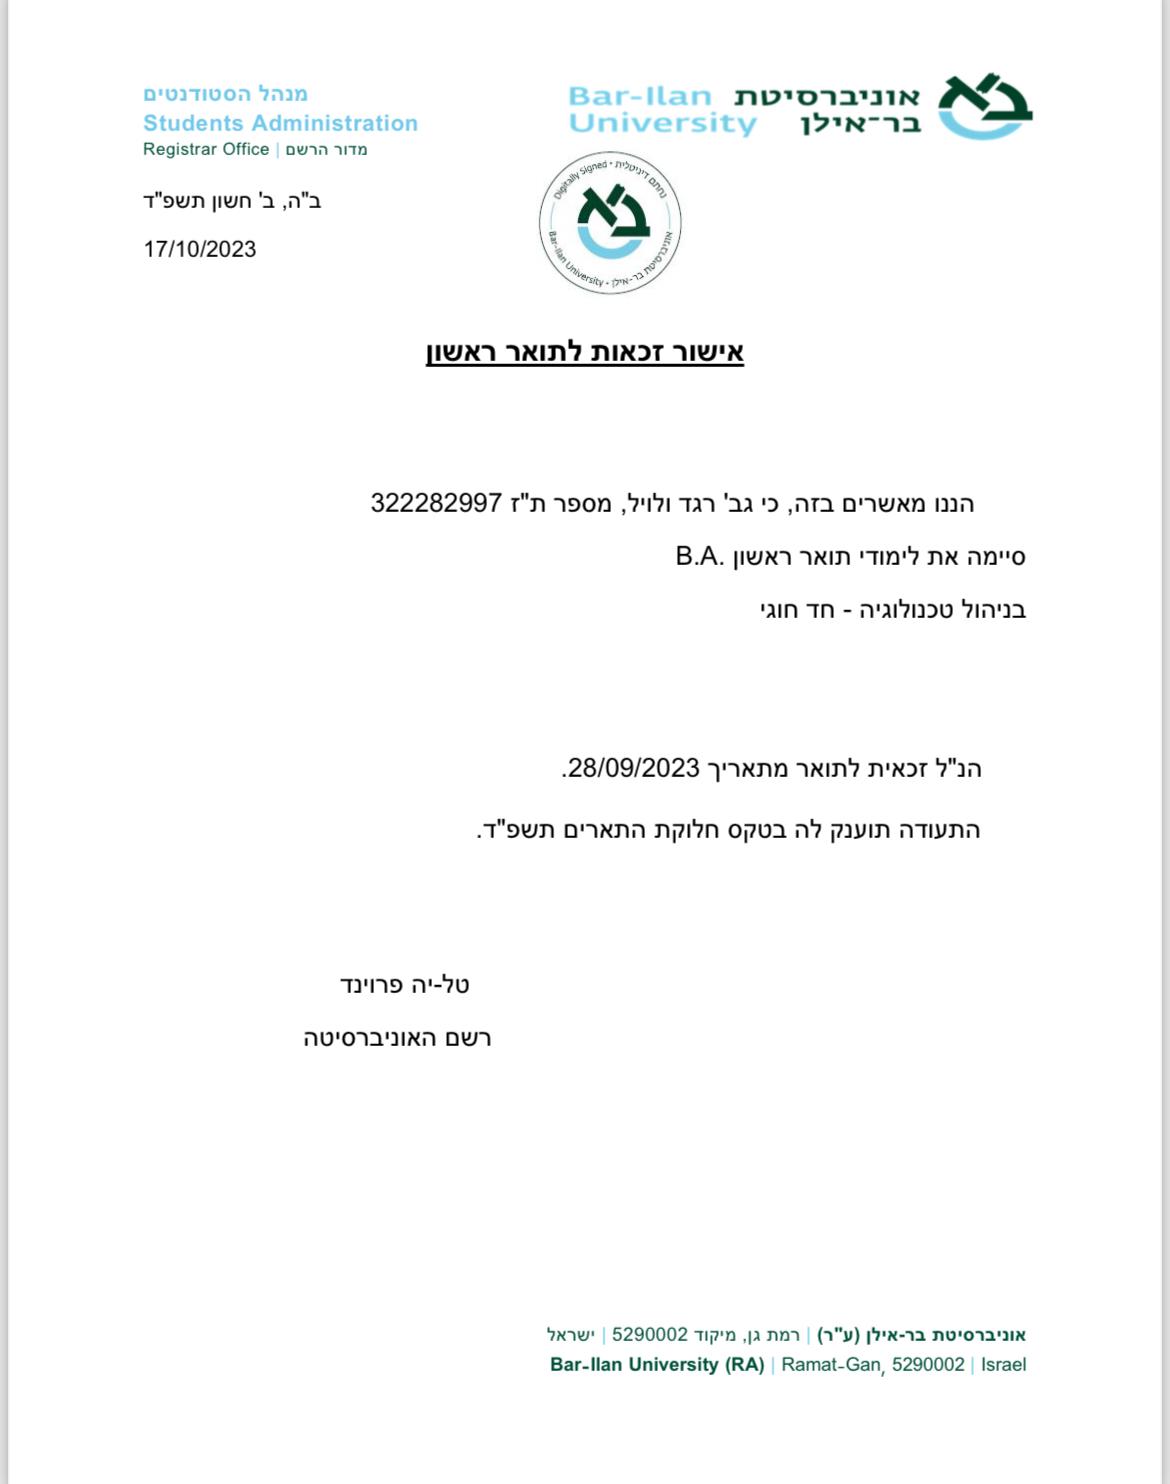 מנהל הסטודנטים
Students Administration
Registrar Office | מדור הרשם
Bar-Ilan University
אוניברסיטת בר-אילן
Digitally Signed • נחתם דיגיטלית
Bar-Ilan University • אוניברסיטת בר-אילן
ב"ה, ב' חשון תשפ"ד
17/10/2023
אישור זכאות לתואר ראשון
הננו מאשרים בזה, כי גב' רגד ולויל, מספר ת"ז 322282997
סיימה את לימודי תואר ראשון B.A.
בניהול טכנולוגיה - חד חוגי
הנ"ל זכאית לתואר מתאריך 28/09/2023.
התעודה תוענק לה בטקס חלוקת התארים תשפ"ד.
טל-יה פרוינד
רשם האוניברסיטה
אוניברסיטת בר-אילן (ע"ר) | רמת גן, מיקוד 5290002 | ישראל
Bar-Ilan University (RA) | Ramat-Gan, 5290002 | Israel